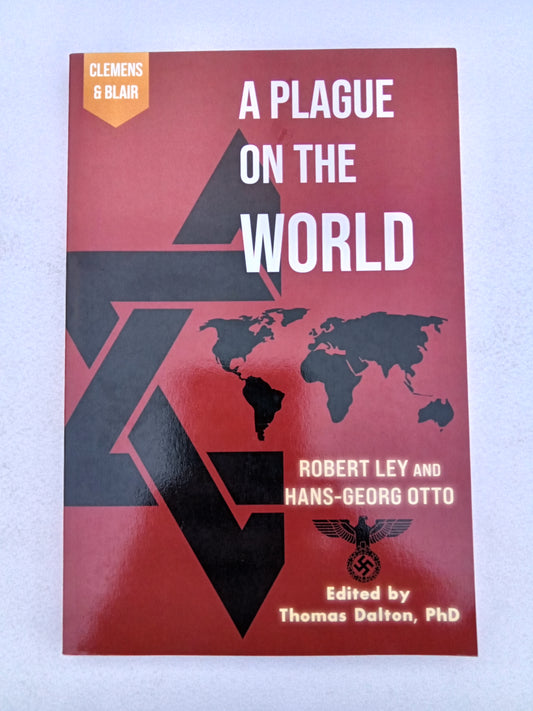 CLEMENS
& BLAIR
A PLAGUE
ON THE
WORLD
ROBERT LEY AND
HANS-GEORG OTTO
Edited by
Thomas Dalton, PhD